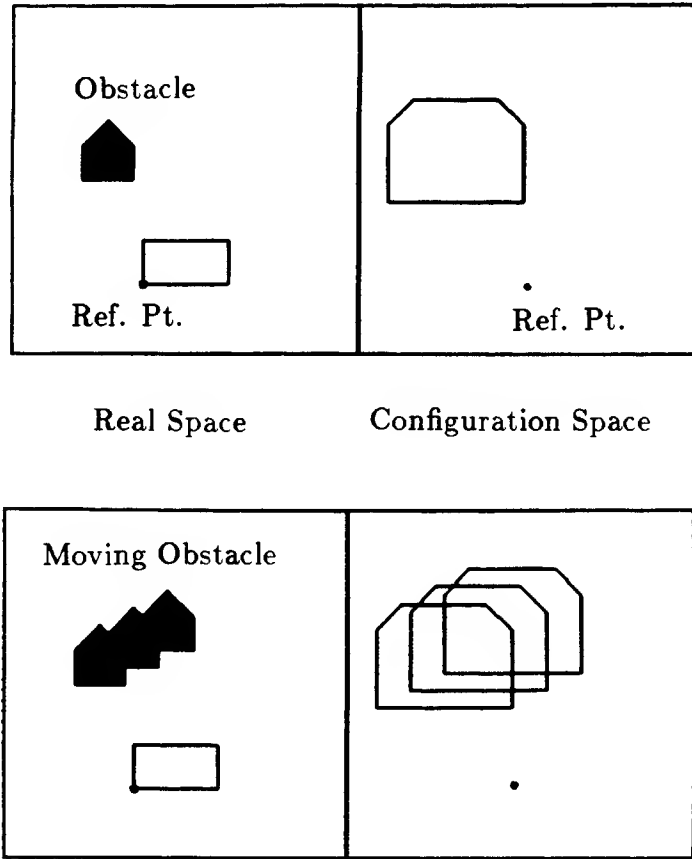 Obstacle
Ref. Pt.
Ref. Pt.
Real Space
Configuration Space
Moving Obstacle